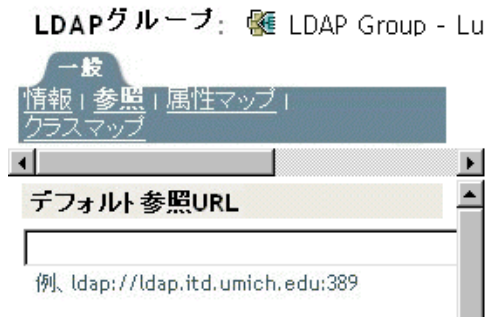 LDAPグループ: LDAP Group - Lu
一般
情報 | 参照 | 属性マップ |
クラスマップ
デフォルト参照URL
例、ldap://ldap.itd.umich.edu:389